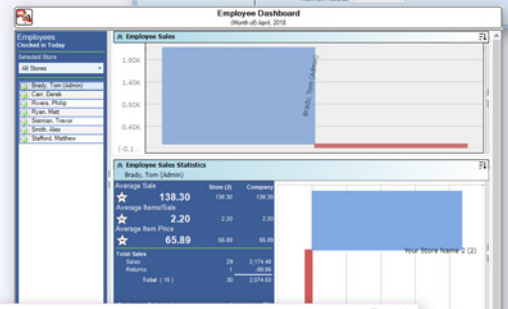 Employee Dashboard
(Month of) April, 2018
Employees
Clocked in Today
Selected Store
All Stores
Brady, Tom (Admin)
Carr, Derek
Rivers, Philip
Ryan, Matt
Siemian, Trevor
Smith, Alex
Stafford, Matthew
Employee Sales
1.80K
1.40K
0.80K
0.40K
(-0.1...
Brady, Tom (Admin)
Employee Sales Statistics
Brady, Tom (Admin)
Average Sale Store (2) Company
138.30 138.30 138.30
Average Items/Sale
2.20 2.20 2.20
Average Item Price
65.89 65.89 65.89
Total Sales
Sales 29 2,174.48
Returns 1 -99.96
Total ( 15 ) 30 2,074.53
Your Store Name 2 (2)